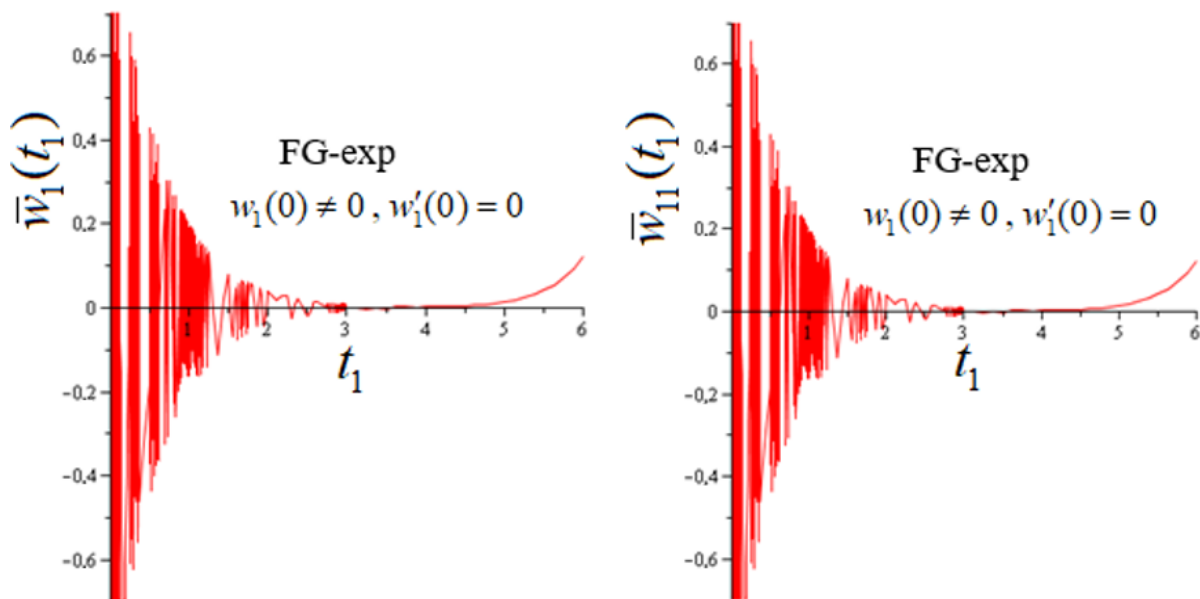 0,6
0,4
0,2
0
−0,2
−0,4
−0,6
w̅₁(t₁)
FG-exp
w₁(0) ≠ 0 , w₁′(0) = 0
1 2 3 4 5 6
t₁
0.6
0.4
0,2
0
−0,2
−0,4
−0,6
w̅₁₁(t₁)
FG-exp
w₁(0) ≠ 0 , w₁′(0) = 0
1 2 3 4 5 6
t₁